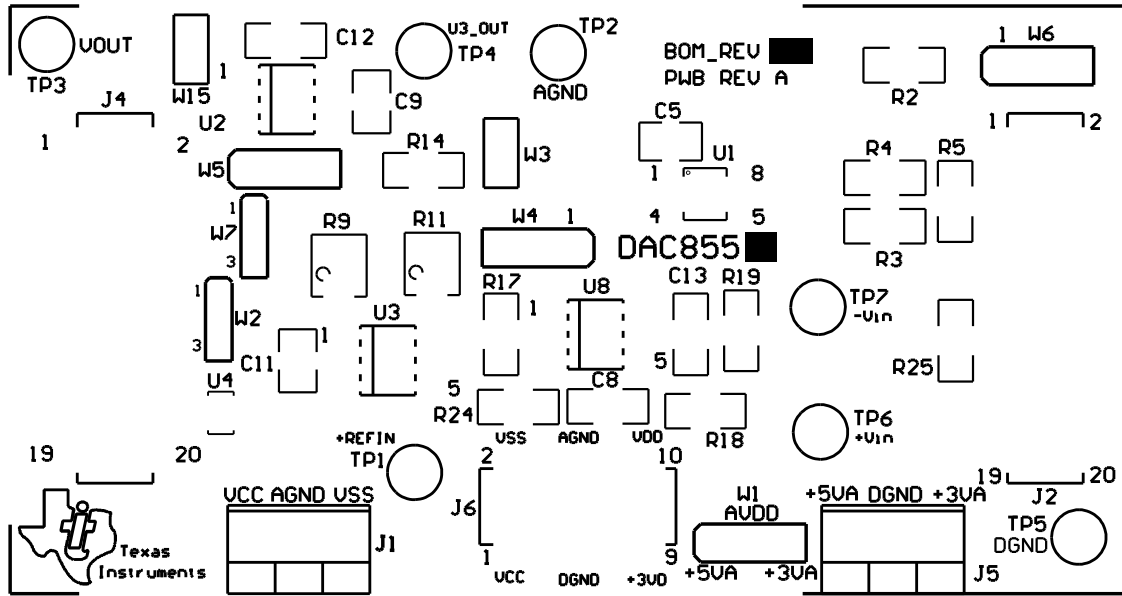 VOUT
TP3
W15
1
C12
U3_OUT
TP4
TP2
AGND
BOM_REV
PWB REV A
1 W6
R2
J4
1
2
U2
C9
W5
R14
W3
C5
U1
1
8
4
5
1
2
R4
R5
R3
1
W7
3
R9
R11
W4 1
DAC855
1
W2
3
U3
R17
1
U8
C13
R19
5
TP7
-Vin
R25
C11
1
U4
5
R24
C8
R18
VSS
AGND
VDD
TP6
+Vin
+REFIN
TP1
19
20
2
10
J6
1
9
VCC
DGND
+3VD
VCC AGND VSS
J1
Texas
Instruments
W1
AVDD
+5VA
+3VA
+5VA DGND +3VA
J5
19
20
J2
TP5
DGND